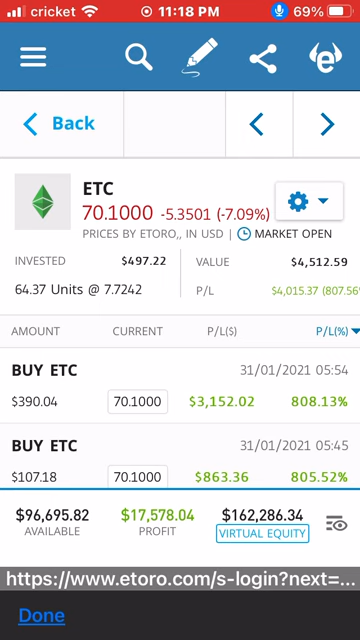 cricket 11:18 PM 69%
Back
ETC
70.1000 -5.3501 (-7.09%)
PRICES BY ETORO,, IN USD | MARKET OPEN
INVESTED $497.22 VALUE $4,512.59
64.37 Units @ 7.7242 P/L $4,015.37 (807.56
AMOUNT CURRENT P/L($) P/L(%)
BUY ETC 31/01/2021 05:54
$390.04 70.1000 $3,152.02 808.13%
BUY ETC 31/01/2021 05:45
$107.18 70.1000 $863.36 805.52%
$96,695.82 $17,578.04 $162,286.34
AVAILABLE PROFIT VIRTUAL EQUITY
https://www.etoro.com/s-login?next=...
Done